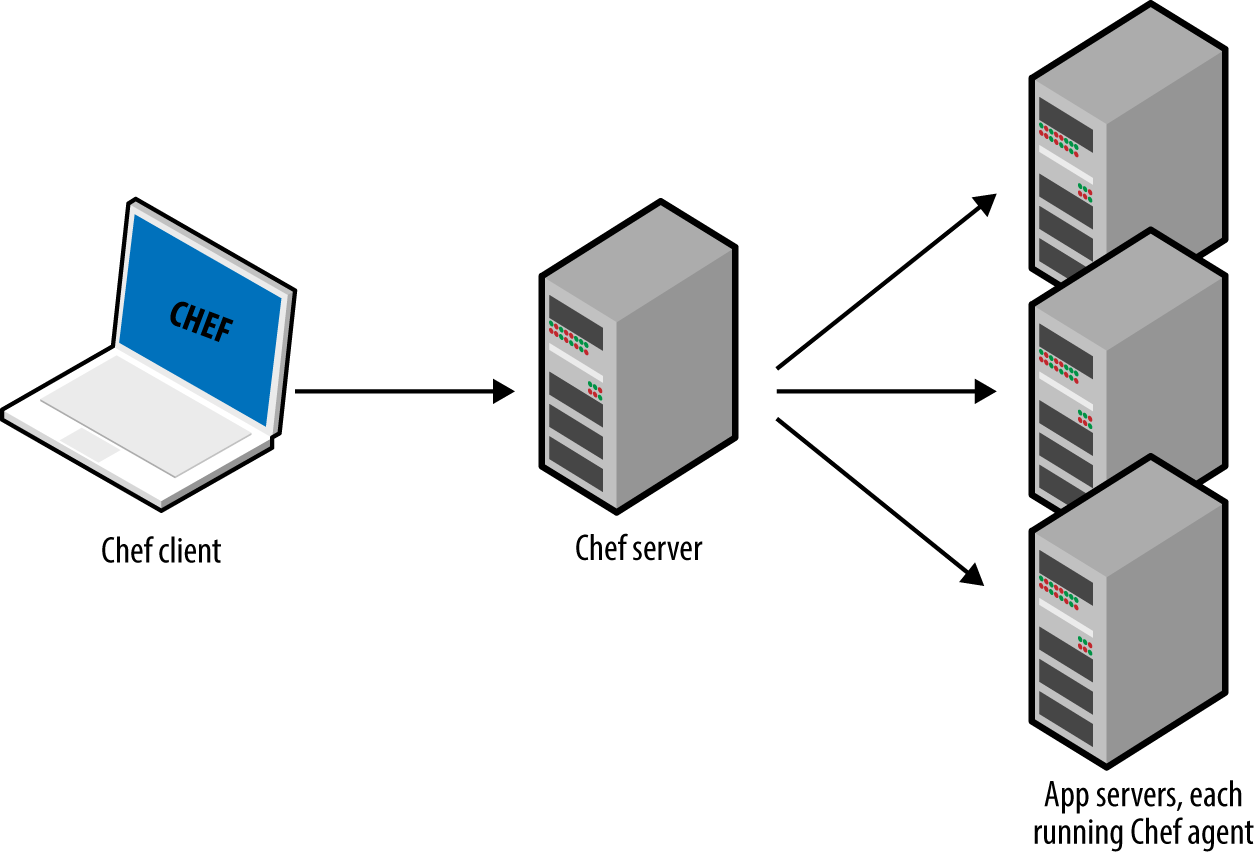 CHEF
Chef client
Chef server
App servers, each
running Chef agent